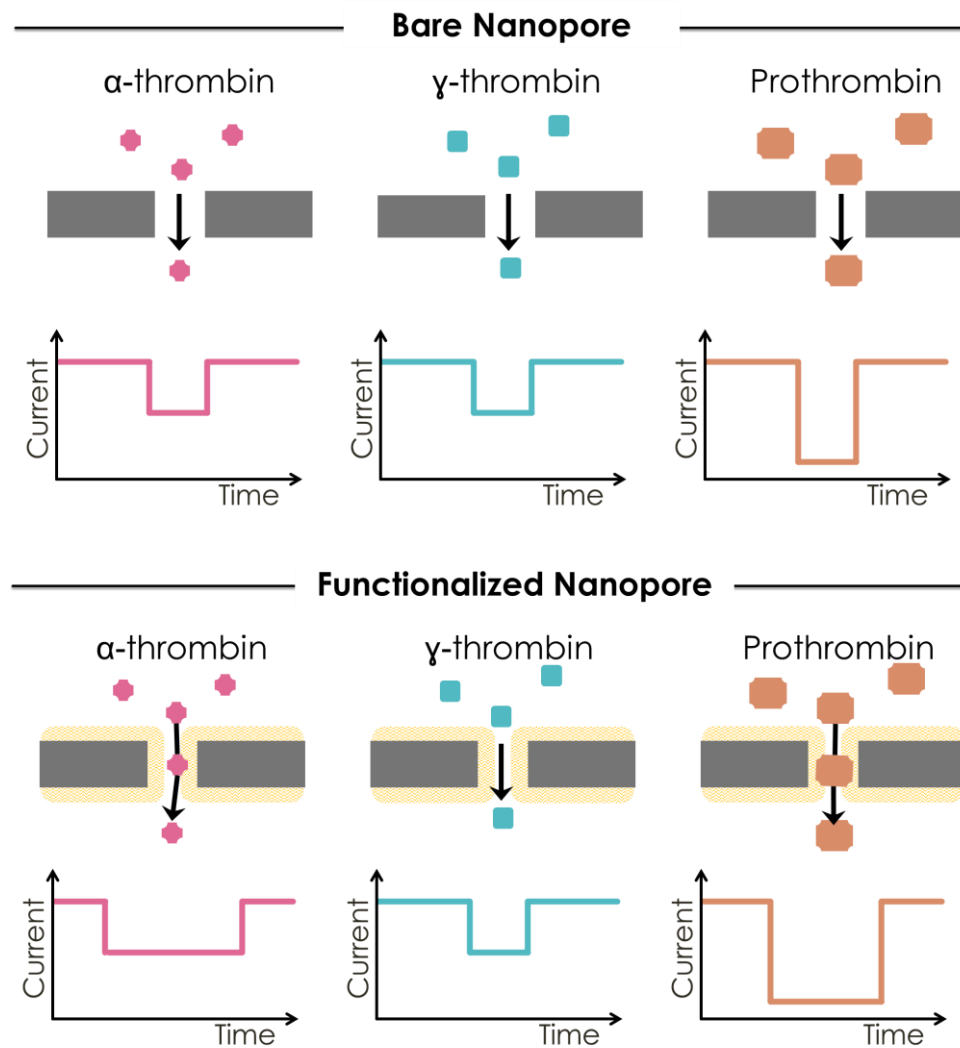 Bare Nanopore
α-thrombin
ɣ-thrombin
Prothrombin
Current
Time
Current
Time
Current
Time
Functionalized Nanopore
α-thrombin
ɣ-thrombin
Prothrombin
Current
Time
Current
Time
Current
Time